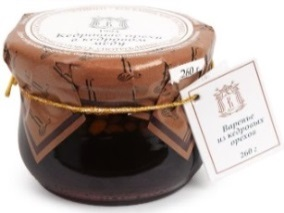 Кедровые орехи
в кедровом
меду
260 г
Варенье
из кедровых
орехов
260 г